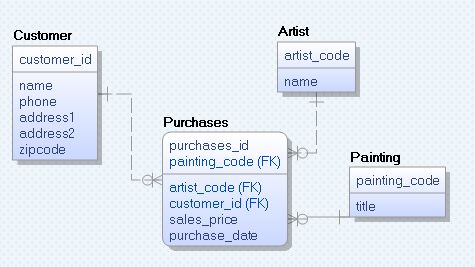 Customer
customer_id
name
phone
address1
address2
zipcode
Artist
artist_code
name
Purchases
purchases_id
painting_code (FK)
artist_code (FK)
customer_id (FK)
sales_price
purchase_date
Painting
painting_code
title